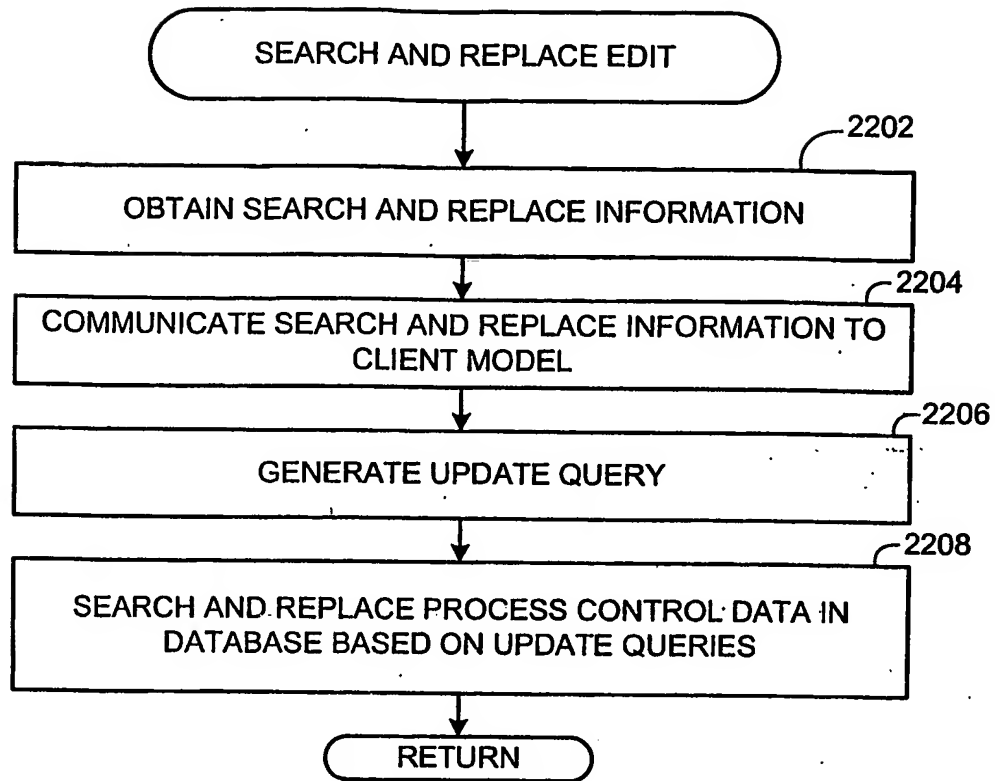 SEARCH AND REPLACE EDIT
2202
OBTAIN SEARCH AND REPLACE INFORMATION
2204
COMMUNICATE SEARCH AND REPLACE INFORMATION TO
CLIENT MODEL
2206
GENERATE UPDATE QUERY
2208
SEARCH AND REPLACE PROCESS CONTROL DATA IN
DATABASE BASED ON UPDATE QUERIES
RETURN